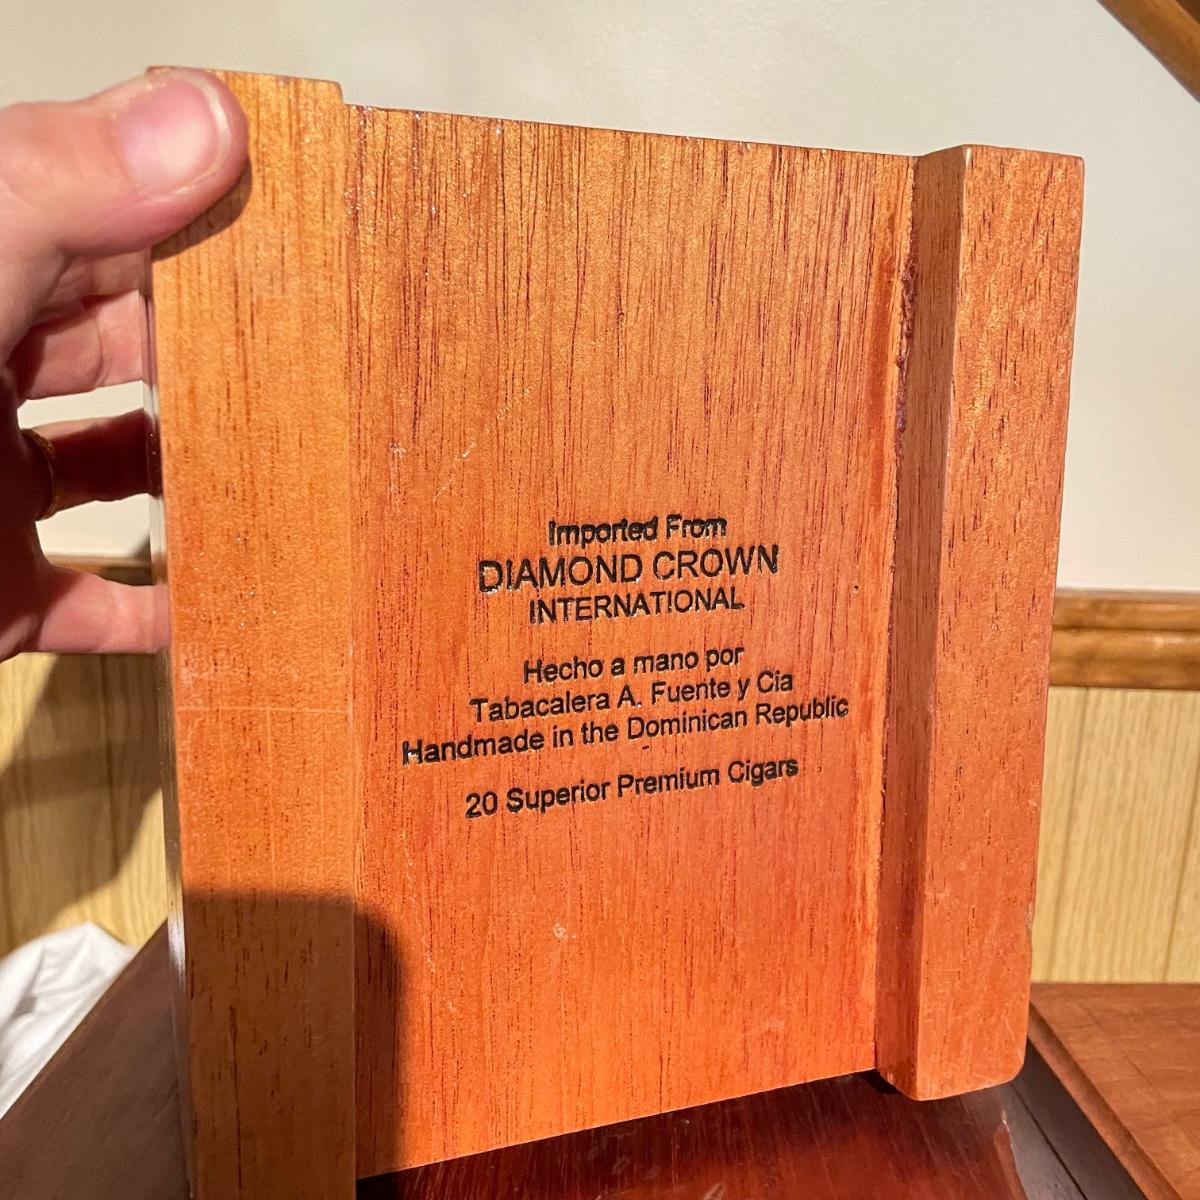 Imported From
DIAMOND CROWN
INTERNATIONAL
Hecho a mano por
Tabacalera A. Fuente y Cia
Handmade in the Dominican Republic
20 Superior Premium Cigars